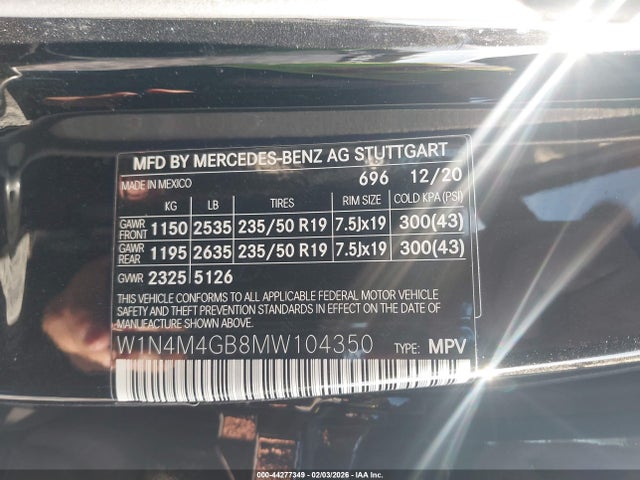 MFD BY MERCEDES-BENZ AG STUTTGART
MADE IN MEXICO 696 12/20
KG LB TIRES RIM SIZE COLD KPA (PSI)
GAWR FRONT 1150 2535 235/50 R19 7.5Jx19 300(43)
GAWR REAR 1195 2635 235/50 R19 7.5Jx19 300(43)
GVWR 2325 5126
THIS VEHICLE CONFORMS TO ALL APPLICABLE FEDERAL MOTOR VEHICLE
SAFETY AND THEFT PREVENTION STANDARDS IN EFFECT ON THE DATE
OF MANUFACTURE SHOWN ABOVE.
W1N4M4GB8MW104350 TYPE: MPV
000-44277349 - 02/03/2026 - IAA Inc.